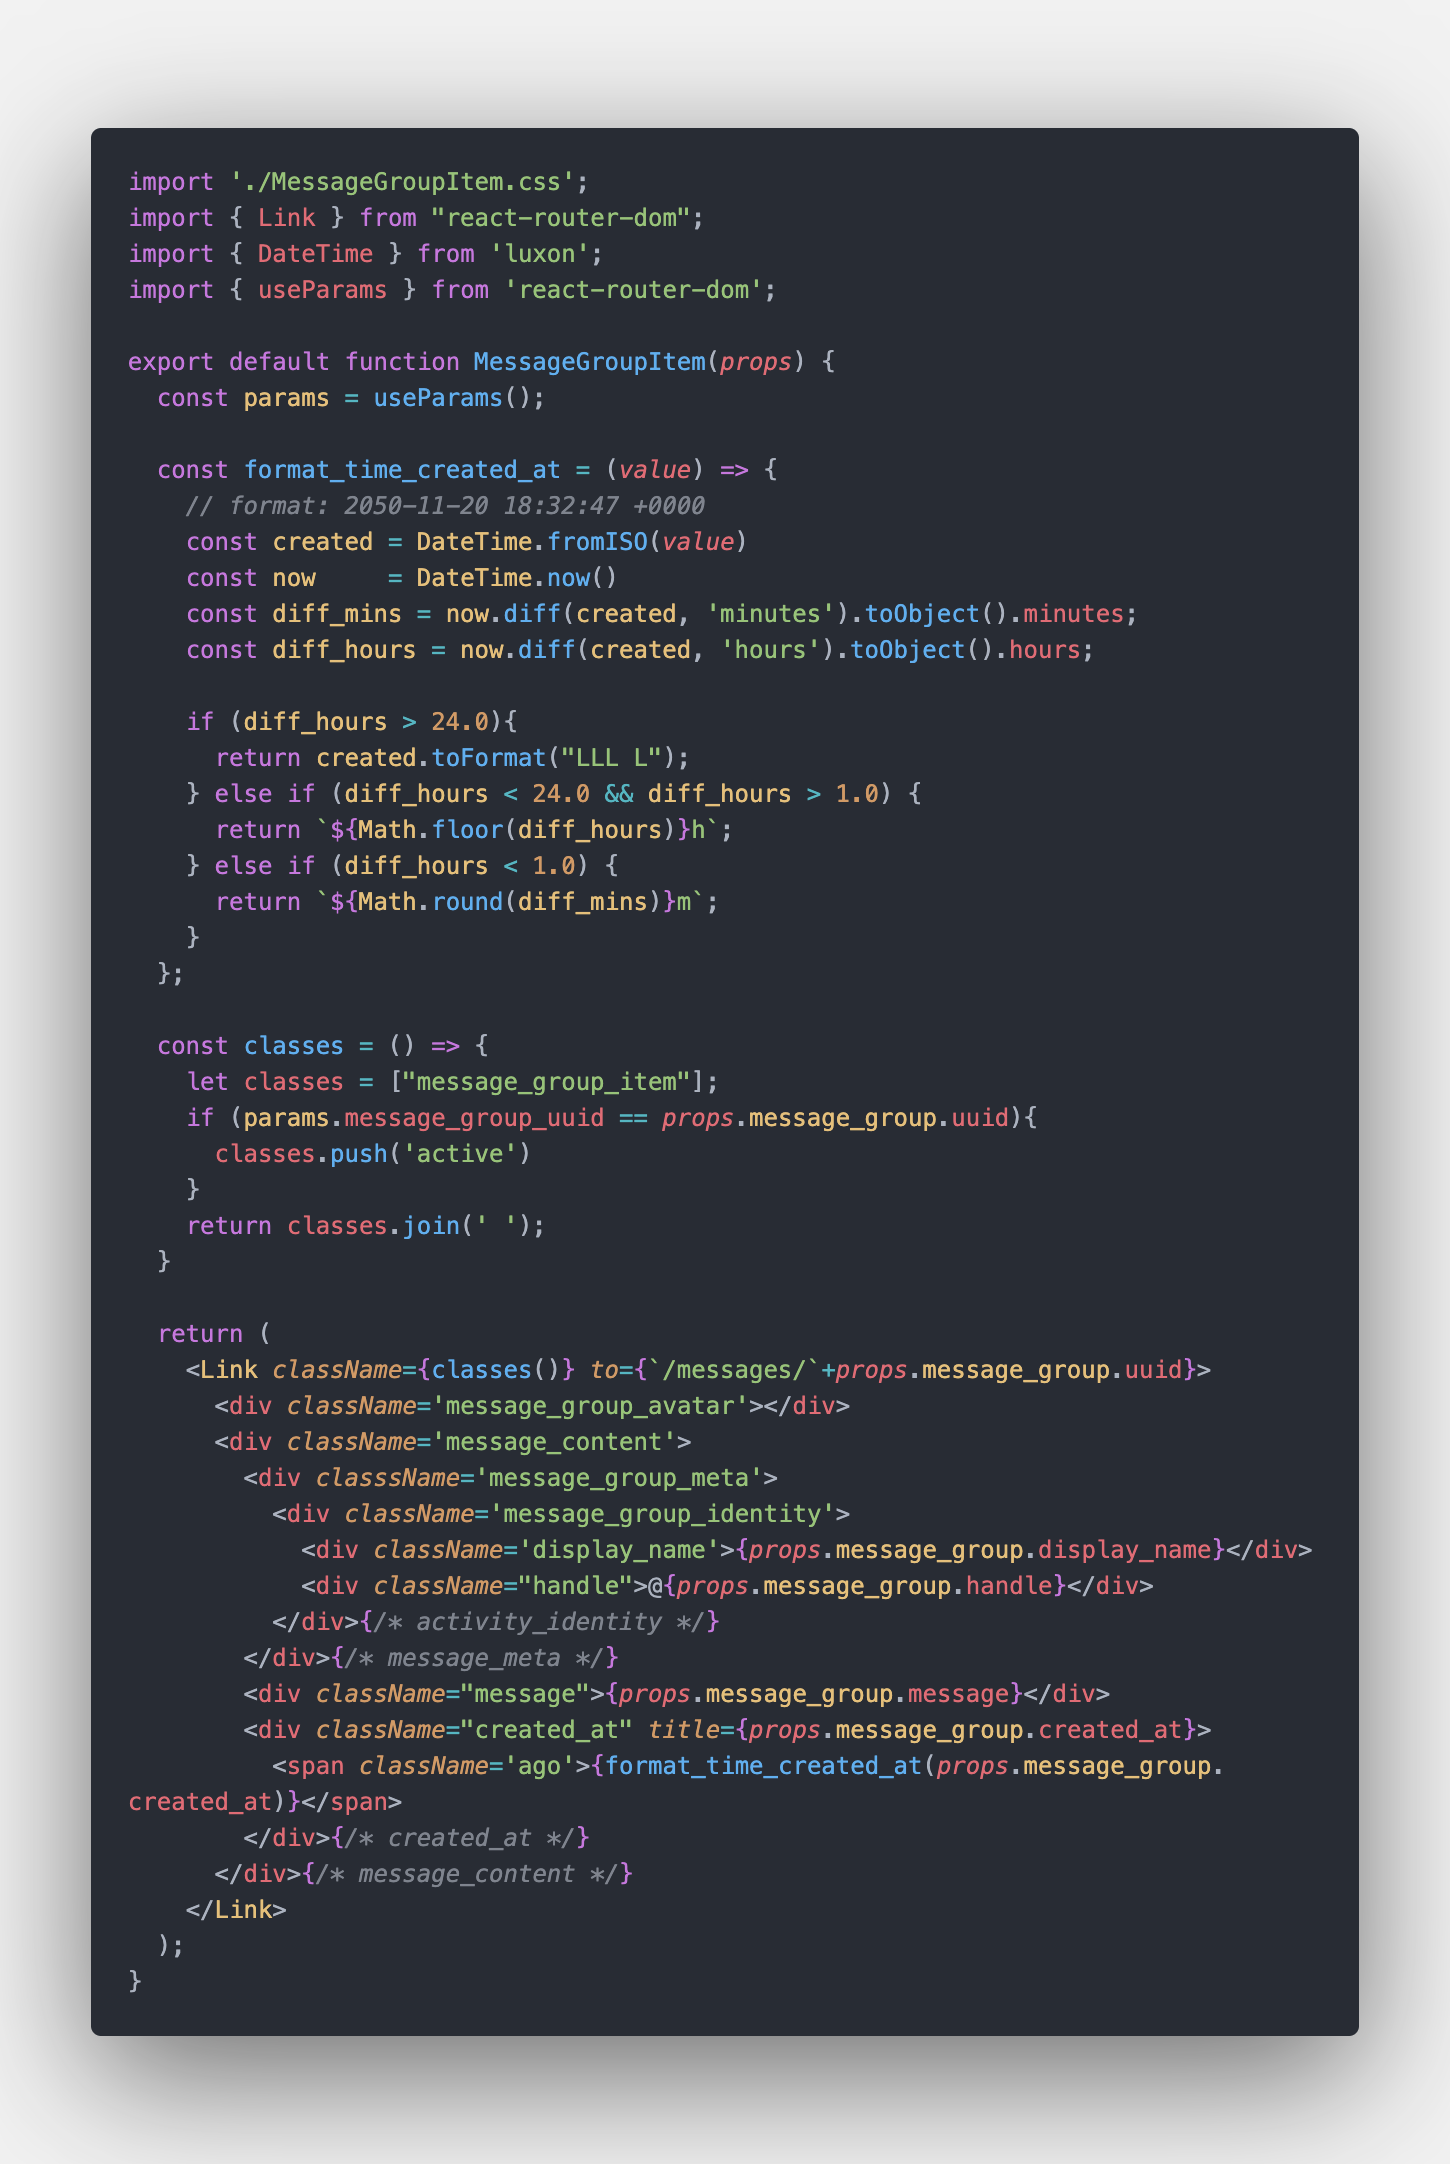 import './MessageGroupItem.css';
import { Link } from "react-router-dom";
import { DateTime } from 'luxon';
import { useParams } from 'react-router-dom';

export default function MessageGroupItem(props) {
  const params = useParams();

  const format_time_created_at = (value) => {
    // format: 2050-11-20 18:32:47 +0000
    const created = DateTime.fromISO(value)
    const now     = DateTime.now()
    const diff_mins = now.diff(created, 'minutes').toObject().minutes;
    const diff_hours = now.diff(created, 'hours').toObject().hours;

    if (diff_hours > 24.0){
      return created.toFormat("LLL L");
    } else if (diff_hours < 24.0 && diff_hours > 1.0) {
      return `${Math.floor(diff_hours)}h`;
    } else if (diff_hours < 1.0) {
      return `${Math.round(diff_mins)}m`;
    }
  };

  const classes = () => {
    let classes = ["message_group_item"];
    if (params.message_group_uuid == props.message_group.uuid){
      classes.push('active')
    }
    return classes.join(' ');
  }

  return (
    <Link className={classes()} to={`/messages/`+props.message_group.uuid}>
      <div className='message_group_avatar'></div>
      <div className='message_content'>
        <div classsName='message_group_meta'>
          <div className='message_group_identity'>
            <div className='display_name'>{props.message_group.display_name}</div>
            <div className="handle">@{props.message_group.handle}</div>
          </div>{/* activity_identity */}
        </div>{/* message_meta */}
        <div className="message">{props.message_group.message}</div>
        <div className="created_at" title={props.message_group.created_at}>
          <span className='ago'>{format_time_created_at(props.message_group.
created_at)}</span>
        </div>{/* created_at */}
      </div>{/* message_content */}
    </Link>
  );
}